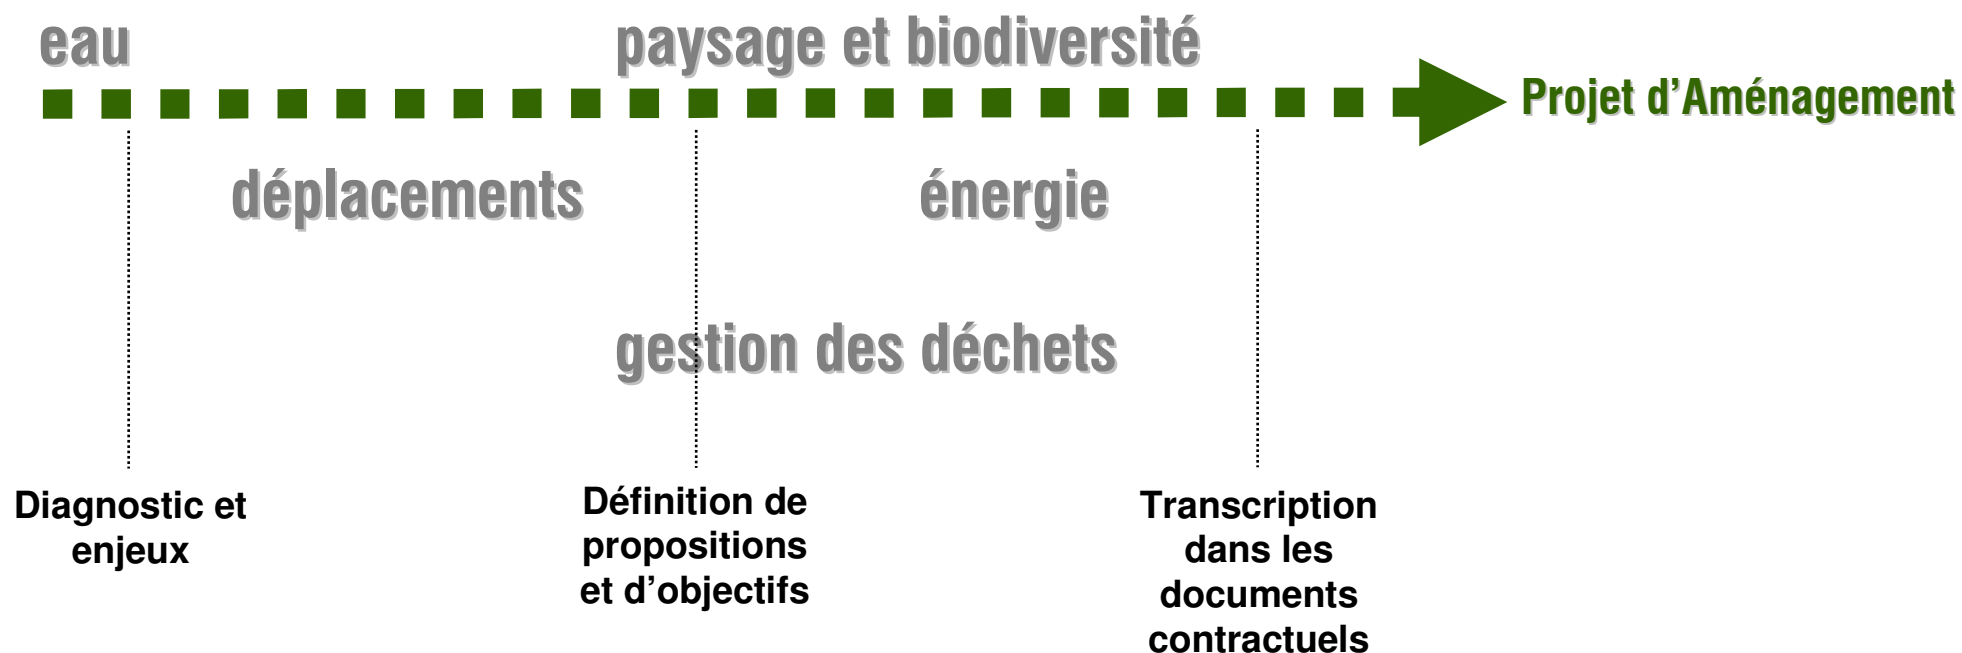 eau
paysage et biodiversité
Projet d’Aménagement
déplacements
énergie
gestion des déchets
Diagnostic et
enjeux
Définition de
propositions
et d’objectifs
Transcription
dans les
documents
contractuels